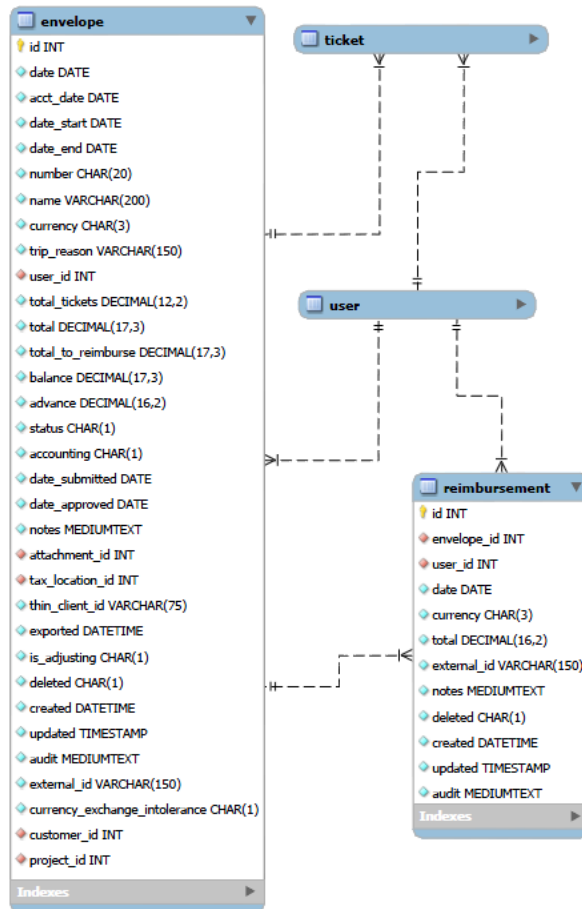 envelope
id INT
date DATE
acct_date DATE
date_start DATE
date_end DATE
number CHAR(20)
name VARCHAR(200)
currency CHAR(3)
trip_reason VARCHAR(150)
user_id INT
total_tickets DECIMAL(12,2)
total DECIMAL(17,3)
total_to_reimburse DECIMAL(17,3)
balance DECIMAL(17,3)
advance DECIMAL(16,2)
status CHAR(1)
accounting CHAR(1)
date_submitted DATE
date_approved DATE
notes MEDIUMTEXT
attachment_id INT
tax_location_id INT
thin_client_id VARCHAR(75)
exported DATETIME
is_adjusting CHAR(1)
deleted CHAR(1)
created DATETIME
updated TIMESTAMP
audit MEDIUMTEXT
external_id VARCHAR(150)
currency_exchange_intolerance CHAR(1)
customer_id INT
project_id INT
Indexes
ticket
user
reimbursement
id INT
envelope_id INT
user_id INT
date DATE
currency CHAR(3)
total DECIMAL(16,2)
external_id VARCHAR(150)
notes MEDIUMTEXT
deleted CHAR(1)
created DATETIME
updated TIMESTAMP
audit MEDIUMTEXT
Indexes